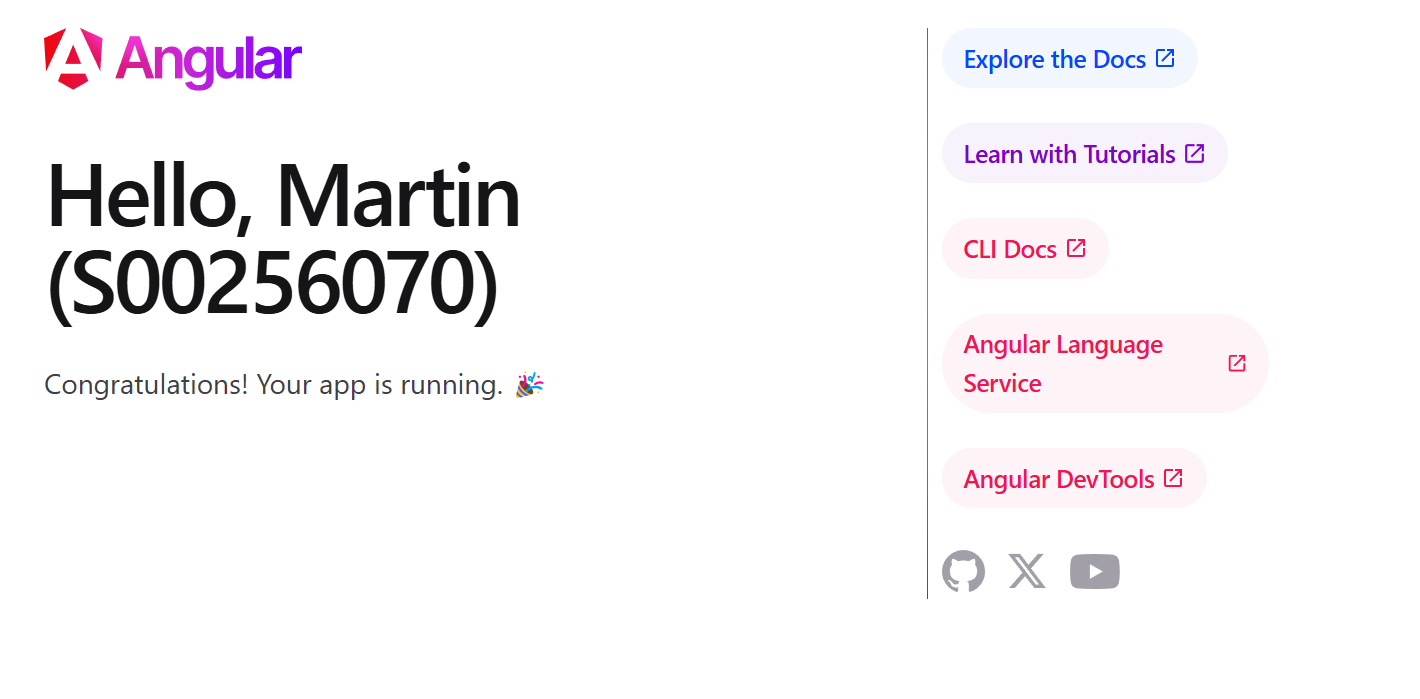 Angular
Hello, Martin
(S00256070)
Congratulations! Your app is running. 🎉
Explore the Docs
Learn with Tutorials
CLI Docs
Angular Language
Service
Angular DevTools